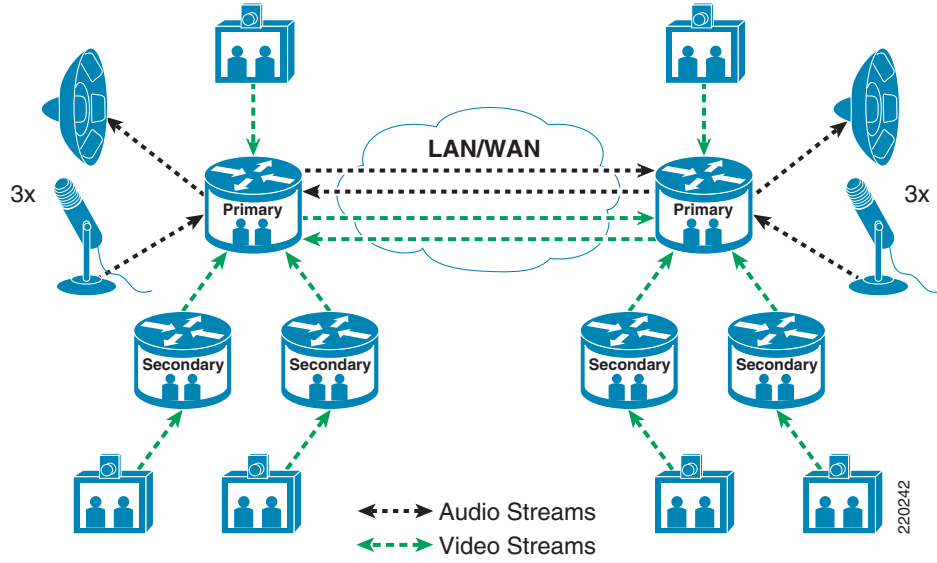 LAN/WAN
3x
3x
Primary
Primary
Secondary
Secondary
Secondary
Secondary
Audio Streams
Video Streams
220242